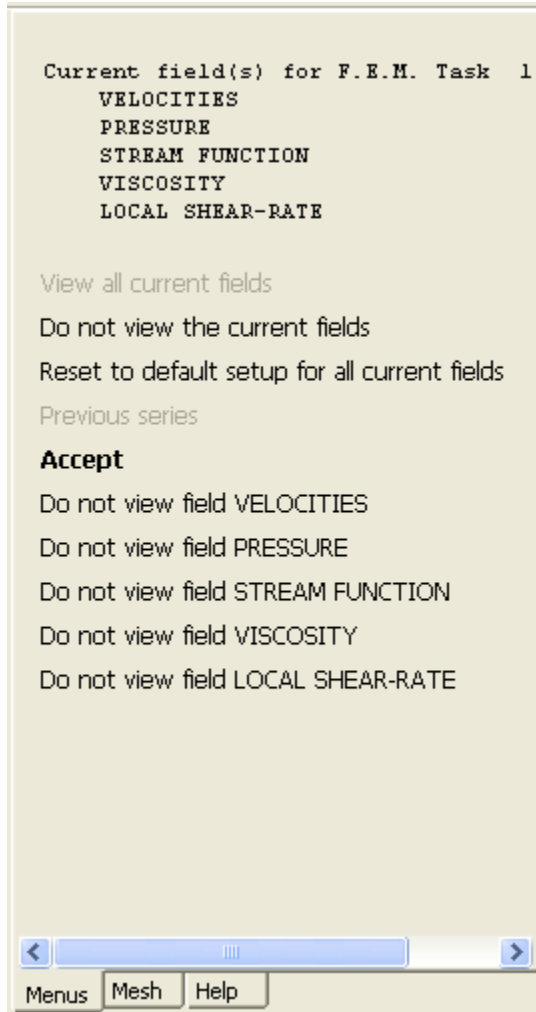 Current field(s) for F.E.M. Task 1
VELOCITIES
PRESSURE
STREAM FUNCTION
VISCOSITY
LOCAL SHEAR-RATE
View all current fields
Do not view the current fields
Reset to default setup for all current fields
Previous series
Accept
Do not view field VELOCITIES
Do not view field PRESSURE
Do not view field STREAM FUNCTION
Do not view field VISCOSITY
Do not view field LOCAL SHEAR-RATE
Menus Mesh Help